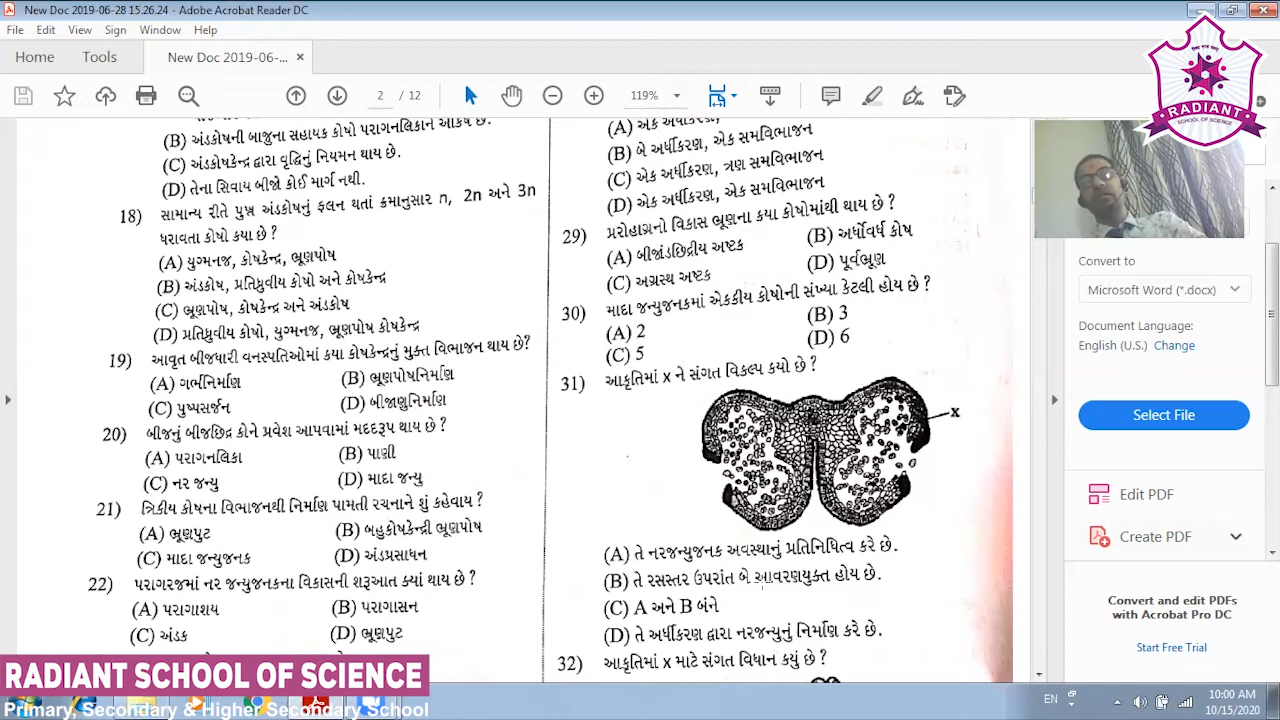 New Doc 2019-06-28 15.26.24 - Adobe Acrobat Reader DC
File Edit View Sign Window Help
Home Tools New Doc 2019-06-... ×
2 / 12 119%
RADIANT
SCHOOL OF SCIENCE
(B) અંડકોષની બાજુના સહાયક કોષો પરાગનલિકાને આકર્ષે છે.
(C) અંડકોષકેન્દ્ર દ્વારા વૃદ્ધિનું નિયમન થાય છે.
(D) તેના સિવાય બીજો કોઈ માર્ગ નથી.
18) સામાન્ય રીતે પુષ્પ અંડકોષનું ફલન થતાં ક્રમાનુસાર n, 2n અને 3n
ધરાવતા કોષો કયા છે ?
(A) યુગ્મનજ, કોષકેન્દ્ર, ભ્રૂણપોષ
(B) અંડકોષ, પ્રતિધ્રુવીય કોષો અને કોષકેન્દ્ર
(C) ભ્રૂણપોષ, કોષકેન્દ્ર અને અંડકોષ
(D) પ્રતિધ્રુવીય કોષો, યુગ્મનજ, ભ્રૂણપોષ કોષકેન્દ્ર
19) આવૃત બીજધારી વનસ્પતિઓમાં કયા કોષકેન્દ્રનું મુક્ત વિભાજન થાય છે?
(A) ગર્ભનિર્માણ (B) ભ્રૂણપોષનિર્માણ
(C) પુષ્પસર્જન (D) બીજાણુનિર્માણ
20) બીજનું બીજછિદ્ર કોને પ્રવેશ આપવામાં મદદરૂપ થાય છે ?
(A) પરાગનલિકા (B) પાણી
(C) નર જન્યુ (D) માદા જન્યુ
21) ત્રિકીય કોષના વિભાજનથી નિર્માણ પામતી રચનાને શું કહેવાય ?
(A) ભ્રૂણપુટ (B) બહુકોષકેન્દ્રી ભ્રૂણપોષ
(C) માદા જન્યુજનક (D) અંડપ્રસાધન
22) પરાગરજમાં નર જન્યુજનકના વિકાસની શરૂઆત ક્યાં થાય છે ?
(A) પરાગાશય (B) પરાગાસન
(C) અંડક (D) ભ્રૂણપુટ
(B) બે અર્ધીકરણ, એક સમવિભાજન
(C) એક અર્ધીકરણ, ત્રણ સમવિભાજન
(D) એક અર્ધીકરણ, એક સમવિભાજન
29) પ્રરોહાગ્રનો વિકાસ ભ્રૂણના કયા કોષોમાંથી થાય છે ?
(A) બીજાંડછિદ્રીય અષ્ટક (B) અર્ધોવર્ધ કોષ
(C) અગ્રસ્થ અષ્ટક (D) પૂર્વભ્રૂણ
30) માદા જન્યુજનકમાં એકકીય કોષોની સંખ્યા કેટલી હોય છે ?
(A) 2 (B) 3
(C) 5 (D) 6
31) આકૃતિમાં x ને સંગત વિકલ્પ કયો છે ?
x
(A) તે નરજન્યુજનક અવસ્થાનું પ્રતિનિધિત્વ કરે છે.
(B) તે રસસ્તર ઉપરાંત બે આવરણયુક્ત હોય છે.
(C) A અને B બંને
(D) તે અર્ધીકરણ દ્વારા નરજન્યુનું નિર્માણ કરે છે.
32) આકૃતિમાં x માટે સંગત વિધાન કયું છે ?
Convert to
Microsoft Word (*.docx)
Document Language:
English (U.S.) Change
Select File
Edit PDF
Create PDF
Convert and edit PDFs
with Acrobat Pro DC
Start Free Trial
RADIANT SCHOOL OF SCIENCE
Primary, Secondary & Higher Secondary School
EN
10:00 AM
10/15/2020